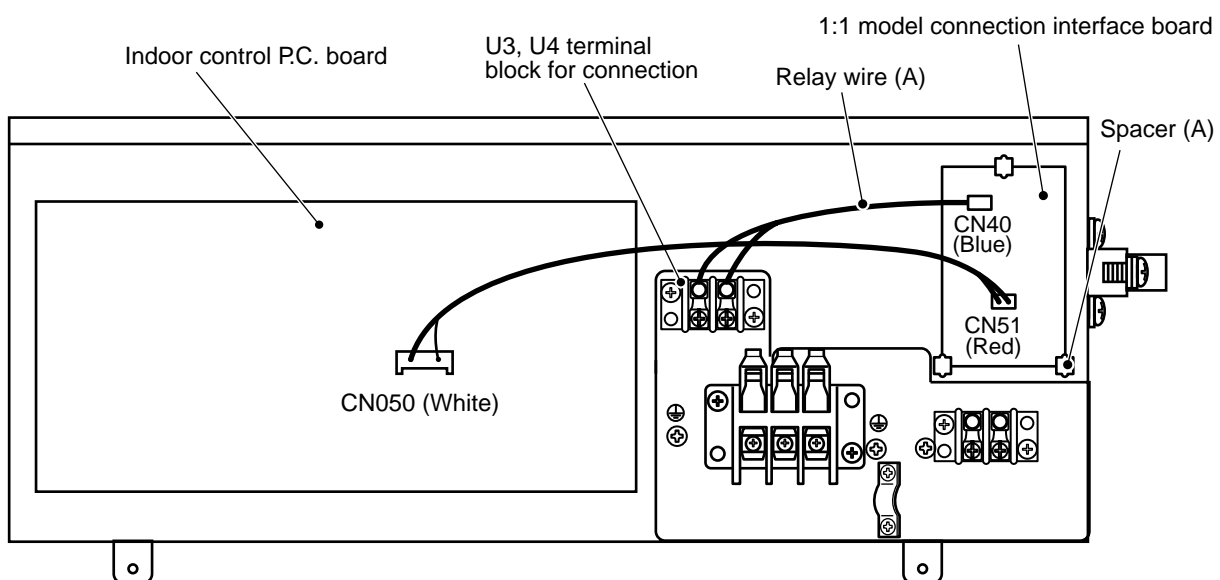 1:1 model connection interface board
U3, U4 terminal
block for connection
Indoor control P.C. board
Relay wire (A)
Spacer (A)
CN40
(Blue)
CN51
(Red)
CN050 (White)